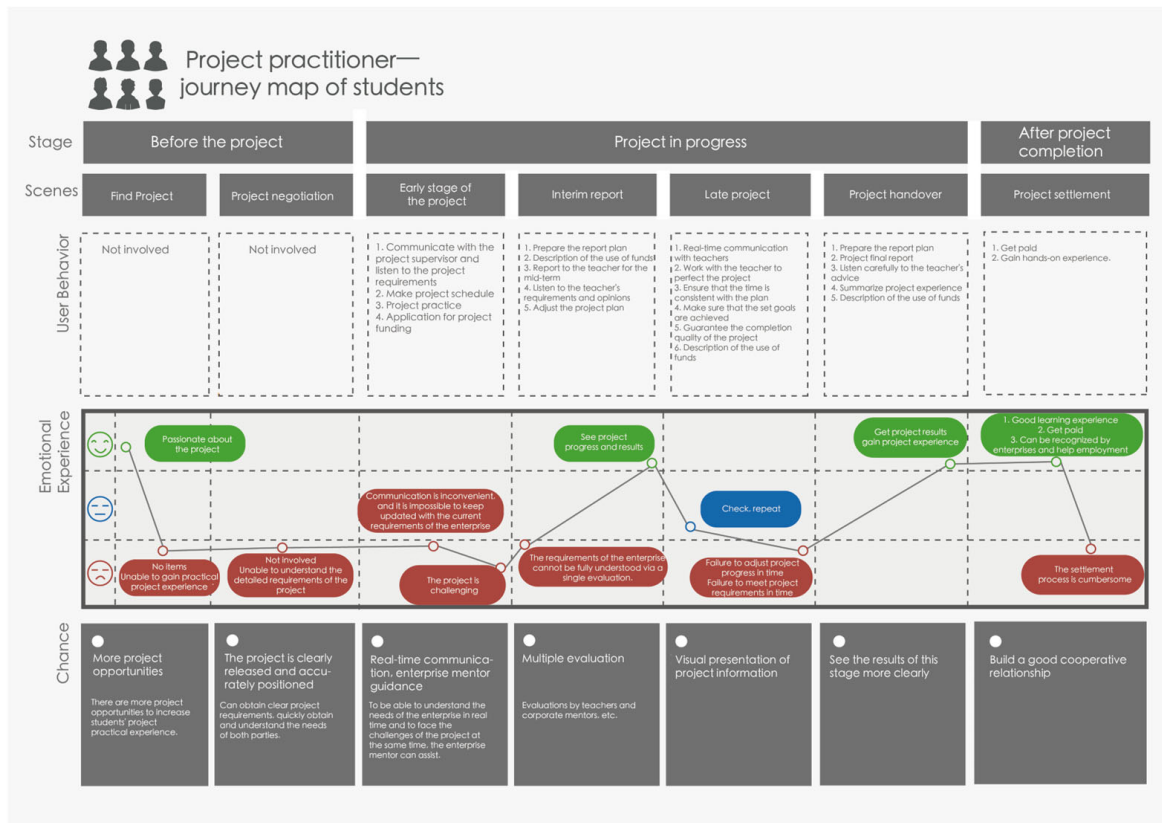 Project practitioner—
journey map of students
Stage
Before the project
Project in progress
After project
completion
Scenes
Find Project
Project negotiation
Early stage of
the project
Interim report
Late project
Project handover
Project settlement
User Behavior
Not involved
Not involved
1. Communicate with the
project supervisor and
listen to the project
requirements
2. Make project schedule
3. Project practice
4. Application for project
funding
1. Prepare the report plan
2. Description of the use of funds
3. Report to the teacher for the
mid-term
4. Listen to the teacher's
requirements and opinions
5. Adjust the project plan
1. Real-time communication
with teachers
2. Work with the teacher to
perfect the project
3. Ensure that the time is
consistent with the plan
4. Make sure that the set goals
are achieved
5. Guarantee the completion
quality of the project
6. Description of the use of
funds
1. Prepare the report plan
2. Project final report
3. Listen carefully to the teacher's
advice
4. Summarize project experience
5. Description of the use of funds
1. Get paid
2. Gain hands-on experience.
Emotional
Experience
Passionate about
the project
No items
Unable to gain practical
project experience
Not involved
Unable to understand the
detailed requirements of the
project
Communication is inconvenient.
and it is impossible to keep
updated with the current
requirements of the enterprise
The project is
challenging
See project
progress and results
The requirements of the enterprise
cannot be fully understood via a
single evaluation.
Check. repeat
Failure to adjust project
progress in time
Failure to meet project
requirements in time
Get project results
gain project experience
1. Good learning experience
2. Get paid
3. Can be recognized by
enterprises and help employment
The settlement
process is cumbersome
Chance
More project
opportunities
There are more project
opportunities to increase
students' project
practical experience.
The project is clearly
released and accu-
rately positioned
Can obtain clear project
requirements. quickly obtain
and understand the needs
of both parties.
Real-time communica-
tion. enterprise mentor
guidance
To be able to understand the
needs of the enterprise in real
time and to face the
challenges of the project at
the same time. the enterprise
mentor can assist.
Multiple evaluation
Evaluations by teachers and
corporate mentors. etc.
Visual presentation of
project information
See the results of this
stage more clearly
Build a good cooperative
relationship